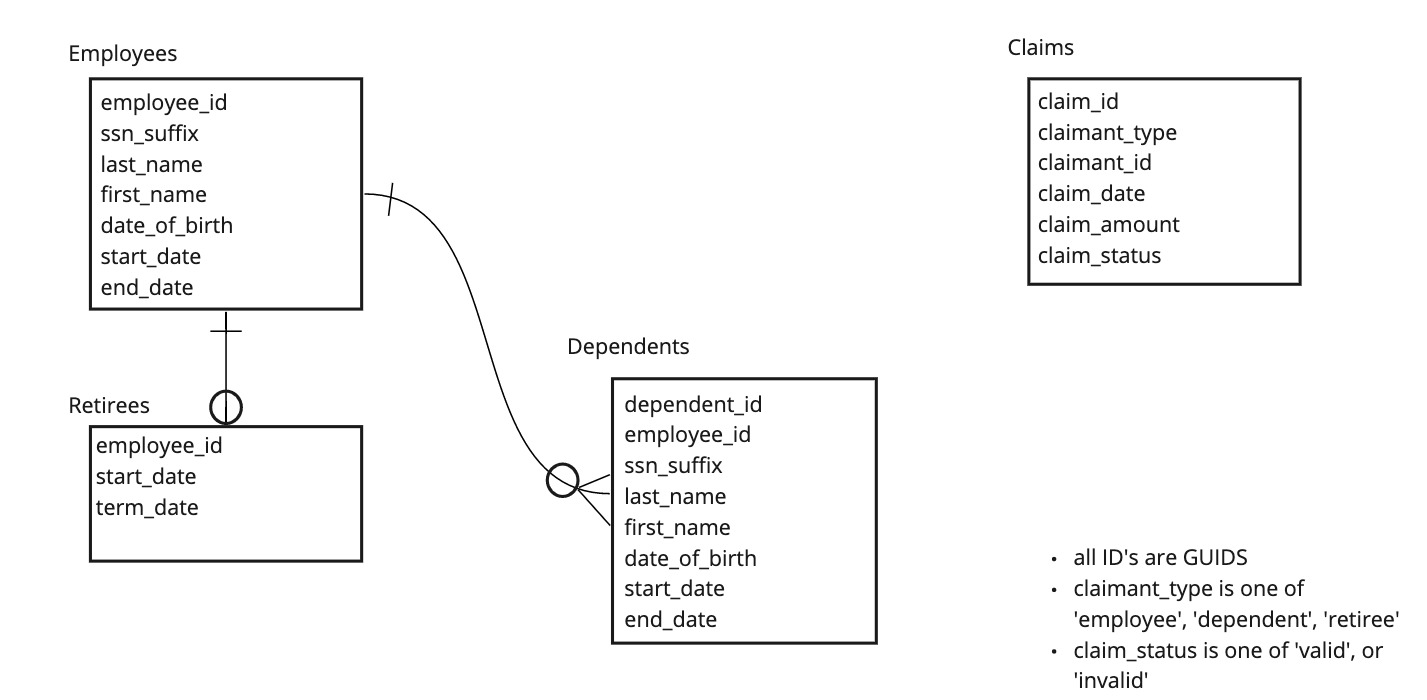 Employees
employee_id
ssn_suffix
last_name
first_name
date_of_birth
start_date
end_date
Retirees
employee_id
start_date
term_date
Dependents
dependent_id
employee_id
ssn_suffix
last_name
first_name
date_of_birth
start_date
end_date
Claims
claim_id
claimant_type
claimant_id
claim_date
claim_amount
claim_status
• all ID's are GUIDS
• claimant_type is one of
'employee', 'dependent', 'retiree'
• claim_status is one of 'valid', or
'invalid'